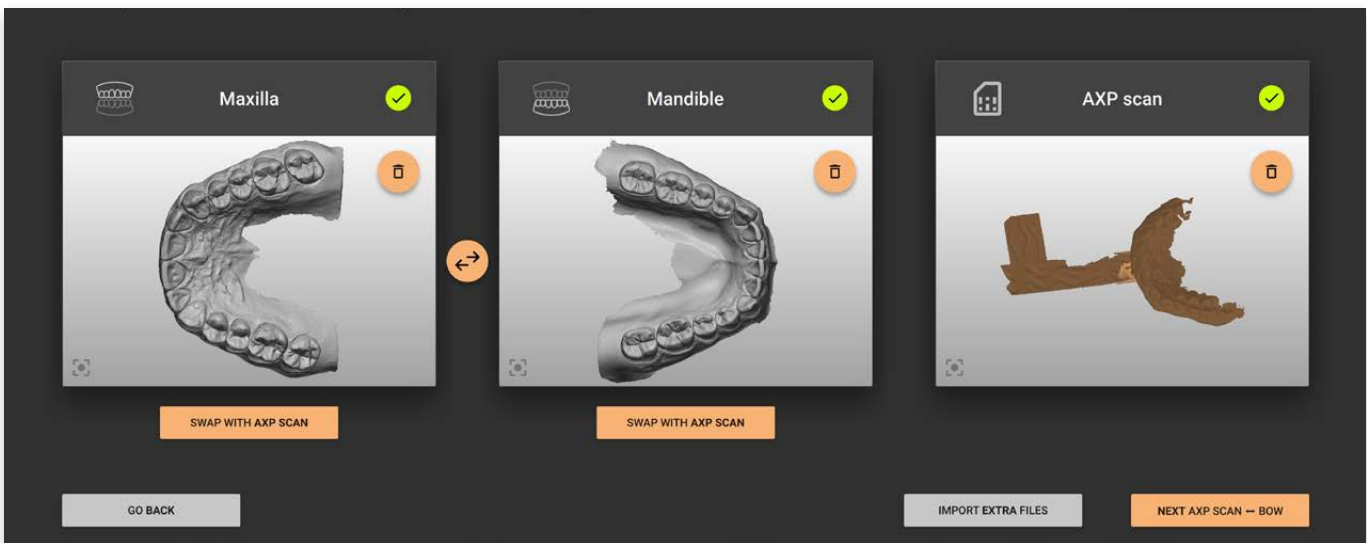 Maxilla
Mandible
AXP scan
SWAP WITH AXP SCAN
SWAP WITH AXP SCAN
GO BACK
IMPORT EXTRA FILES
NEXT AXP SCAN ↔ BOW